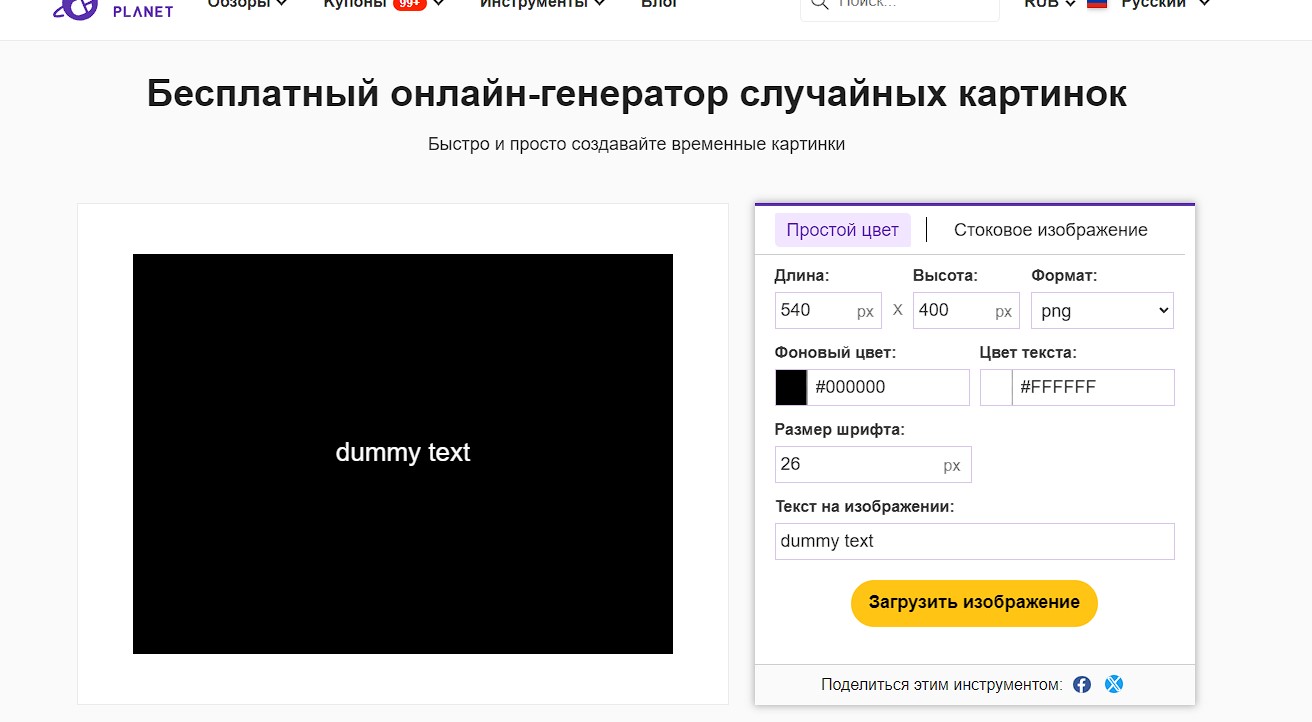 PLANET
Обзоры Купоны 99+ Инструменты Блог Поиск... RUB Русский
Бесплатный онлайн-генератор случайных картинок
Быстро и просто создавайте временные картинки
dummy text
Простой цвет Стоковое изображение
Длина: Высота: Формат:
540 px X 400 px png
Фоновый цвет: Цвет текста:
#000000 #FFFFFF
Размер шрифта:
26 px
Текст на изображении:
dummy text
Загрузить изображение
Поделиться этим инструментом: